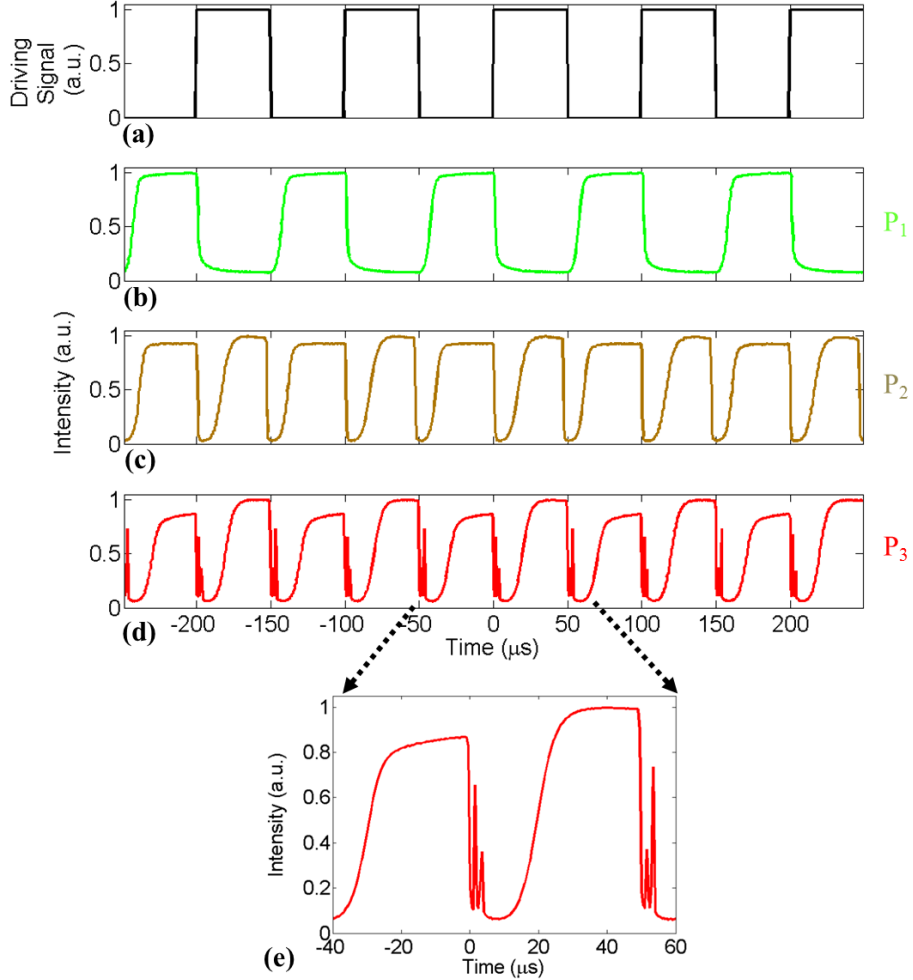 1
0.5
0
Driving
Signal
(a.u.)
(a)
1
0.5
0
P1
(b)
1
0.5
0
Intensity (a.u.)
P2
(c)
1
0.5
0
P3
-200 -150 -100 -50 0 50 100 150 200
(d)
Time (μs)
1
0.8
0.6
0.4
0.2
0
Intensity (a.u.)
-40 -20 0 20 40 60
(e)
Time (μs)